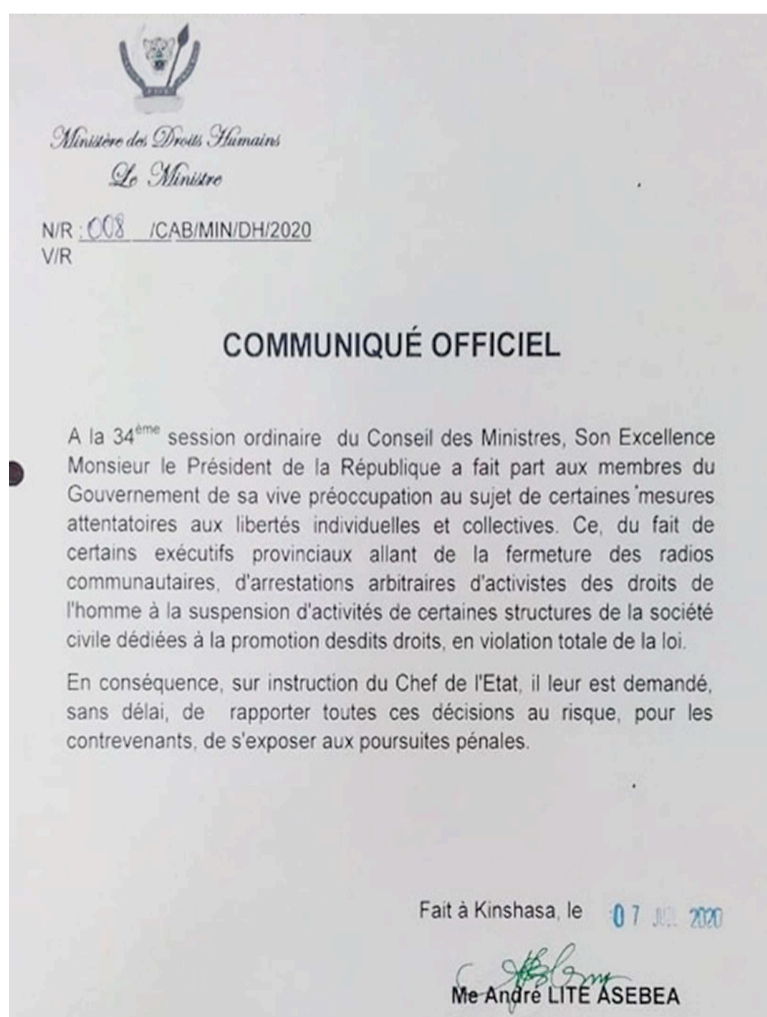 Ministère des Droits Humains
Le Ministre
N/R : 008 /CAB/MIN/DH/2020
V/R
COMMUNIQUÉ OFFICIEL
A la 34ème session ordinaire du Conseil des Ministres, Son Excellence
Monsieur le Président de la République a fait part aux membres du
Gouvernement de sa vive préoccupation au sujet de certaines mesures
attentatoires aux libertés individuelles et collectives. Ce, du fait de
certains exécutifs provinciaux allant de la fermeture des radios
communautaires, d'arrestations arbitraires d'activistes des droits de
l'homme à la suspension d'activités de certaines structures de la société
civile dédiées à la promotion desdits droits, en violation totale de la loi.
En conséquence, sur instruction du Chef de l'Etat, il leur est demandé,
sans délai, de rapporter toutes ces décisions au risque, pour les
contrevenants, de s'exposer aux poursuites pénales.
Fait à Kinshasa, le 07 JUL 2020
Me André LITE ASEBEA